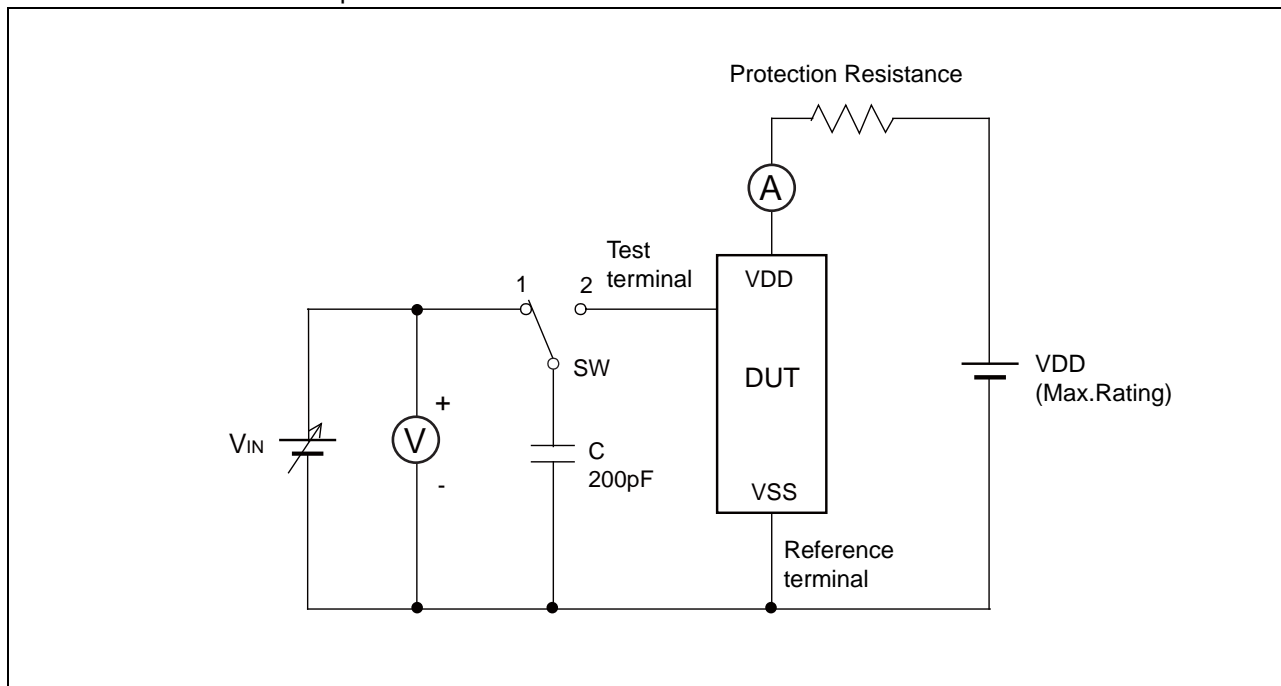 Protection Resistance
A
Test
terminal
VDD
1
2
SW
DUT
VDD
(Max.Rating)
VIN
+
V
-
C
200pF
VSS
Reference
terminal